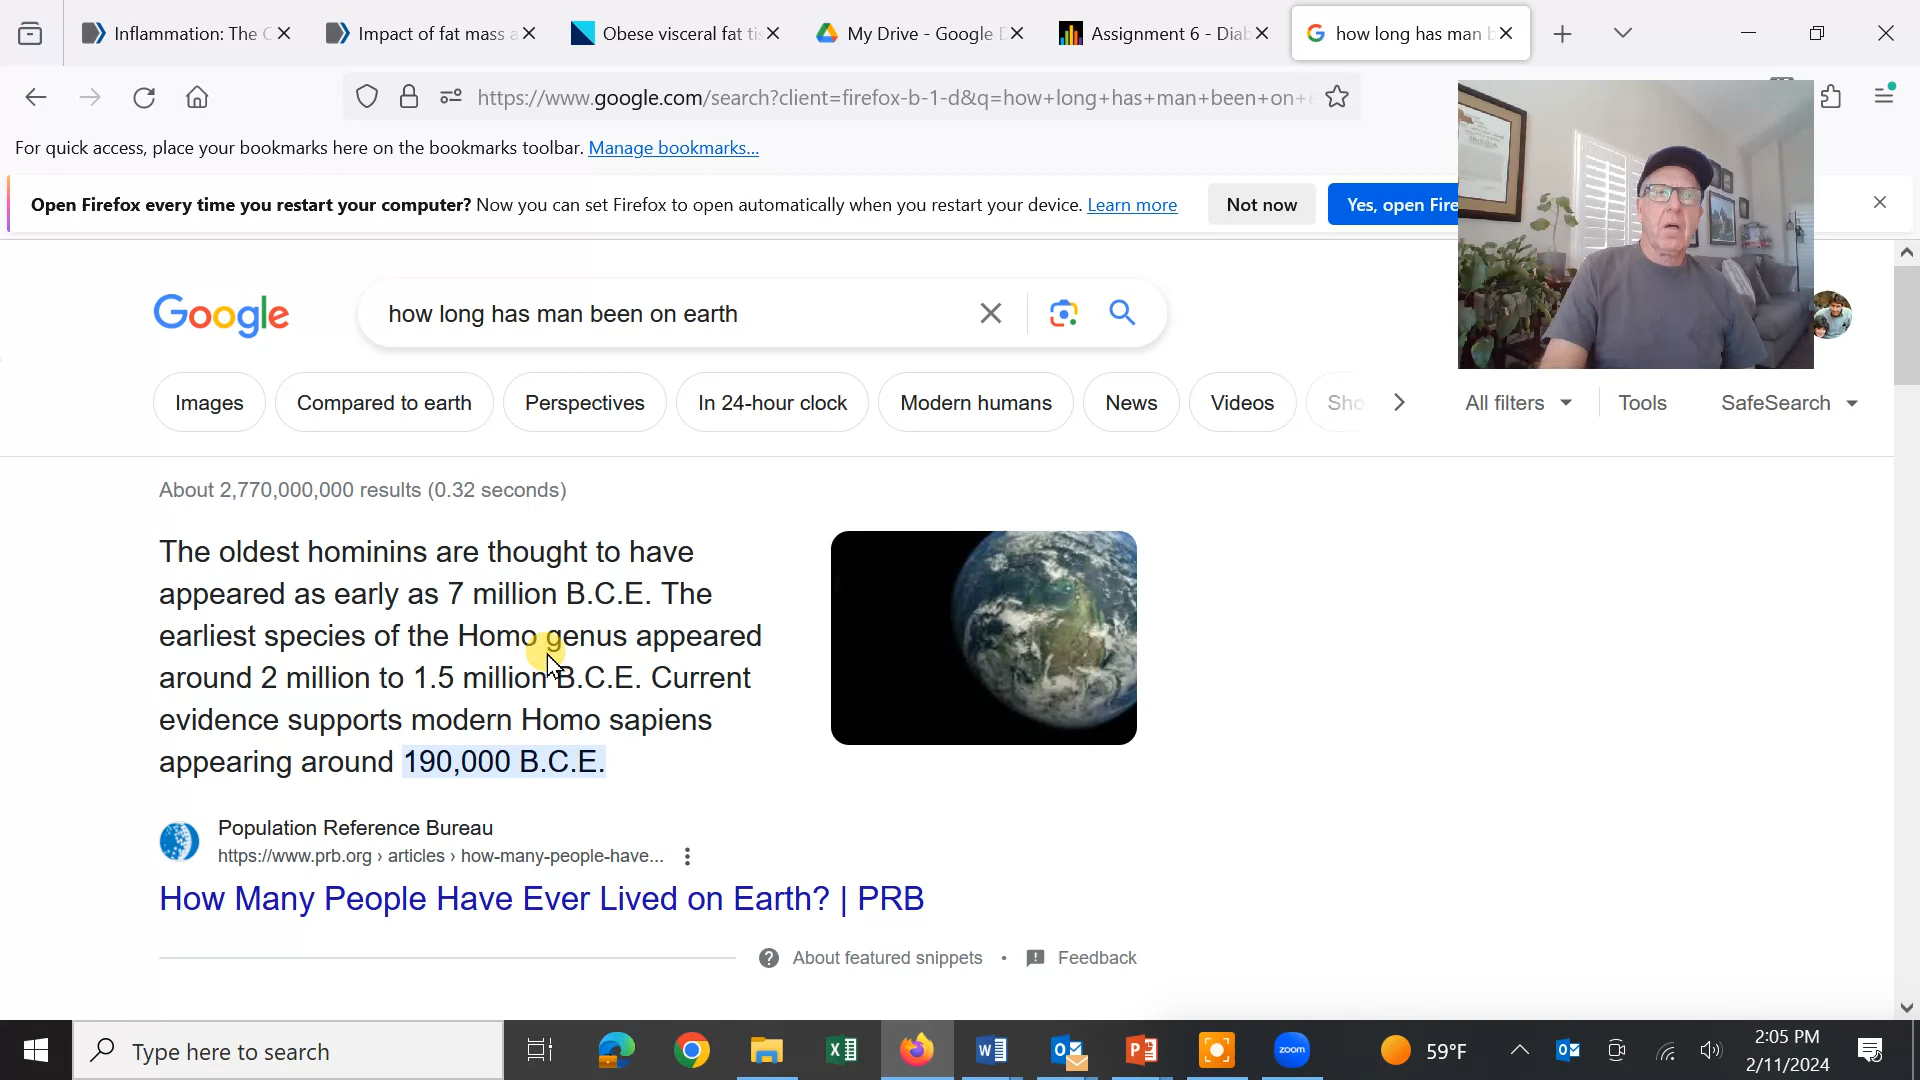 Inflammation: The C
Impact of fat mass a
Obese visceral fat tis
My Drive - Google D
Assignment 6 - Diab
how long has man b
https://www.google.com/search?client=firefox-b-1-d&q=how+long+has+man+been+on+e
For quick access, place your bookmarks here on the bookmarks toolbar. Manage bookmarks...
Open Firefox every time you restart your computer? Now you can set Firefox to open automatically when you restart your device. Learn more
Not now
Yes, open Fire
Google
how long has man been on earth
Images
Compared to earth
Perspectives
In 24-hour clock
Modern humans
News
Videos
Sho
All filters
Tools
SafeSearch
About 2,770,000,000 results (0.32 seconds)
The oldest hominins are thought to have
appeared as early as 7 million B.C.E. The
earliest species of the Homo genus appeared
around 2 million to 1.5 million B.C.E. Current
evidence supports modern Homo sapiens
appearing around 190,000 B.C.E.
Population Reference Bureau
https://www.prb.org › articles › how-many-people-have...
How Many People Have Ever Lived on Earth? | PRB
About featured snippets • Feedback
Type here to search
zoom
59°F
2:05 PM
2/11/2024